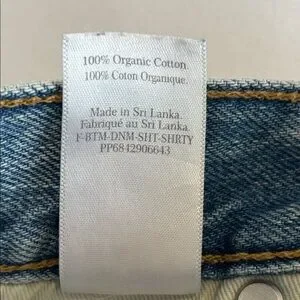 100% Organic Cotton.
100% Coton Organique.
Made in Sri Lanka.
Fabriqué au Sri Lanka
F-BTM-DNM-SHT-SHRTY
PP6842906643